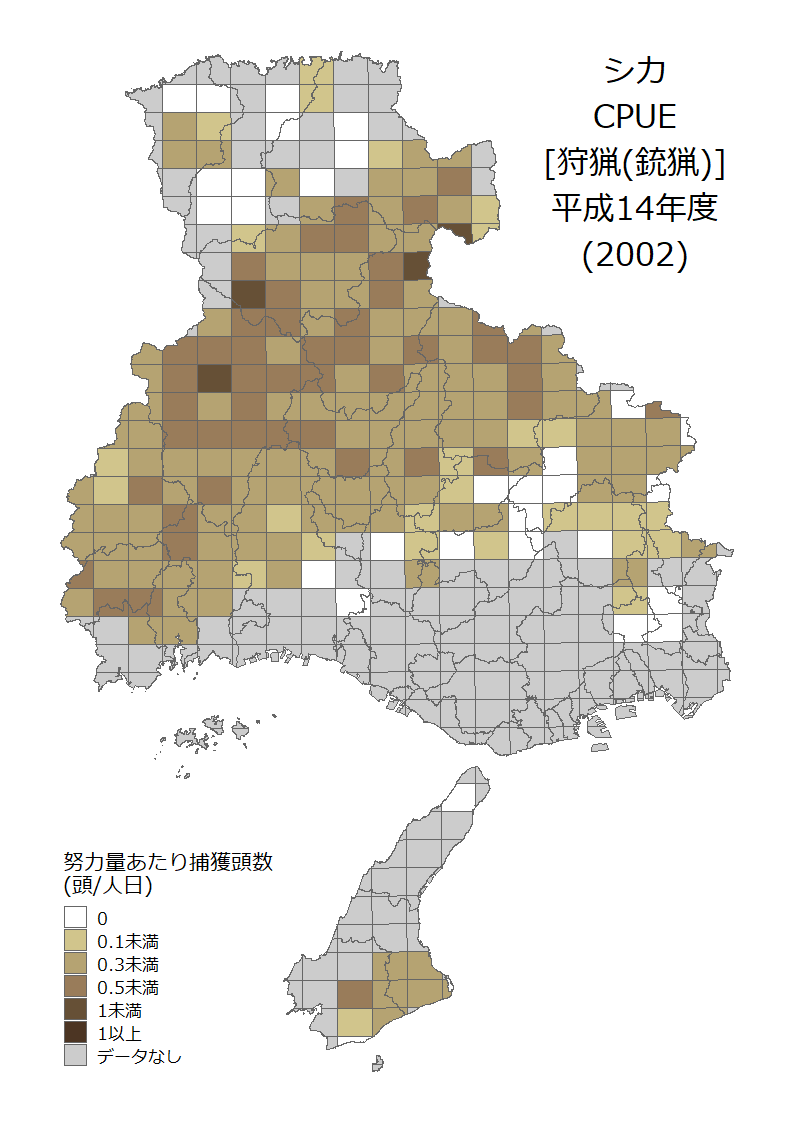 シカ
CPUE
[狩猟(銃猟)]
平成14年度
(2002)
努力量あたり捕獲頭数
(頭/人日)
0
0.1未満
0.3未満
0.5未満
1未満
1以上
データなし